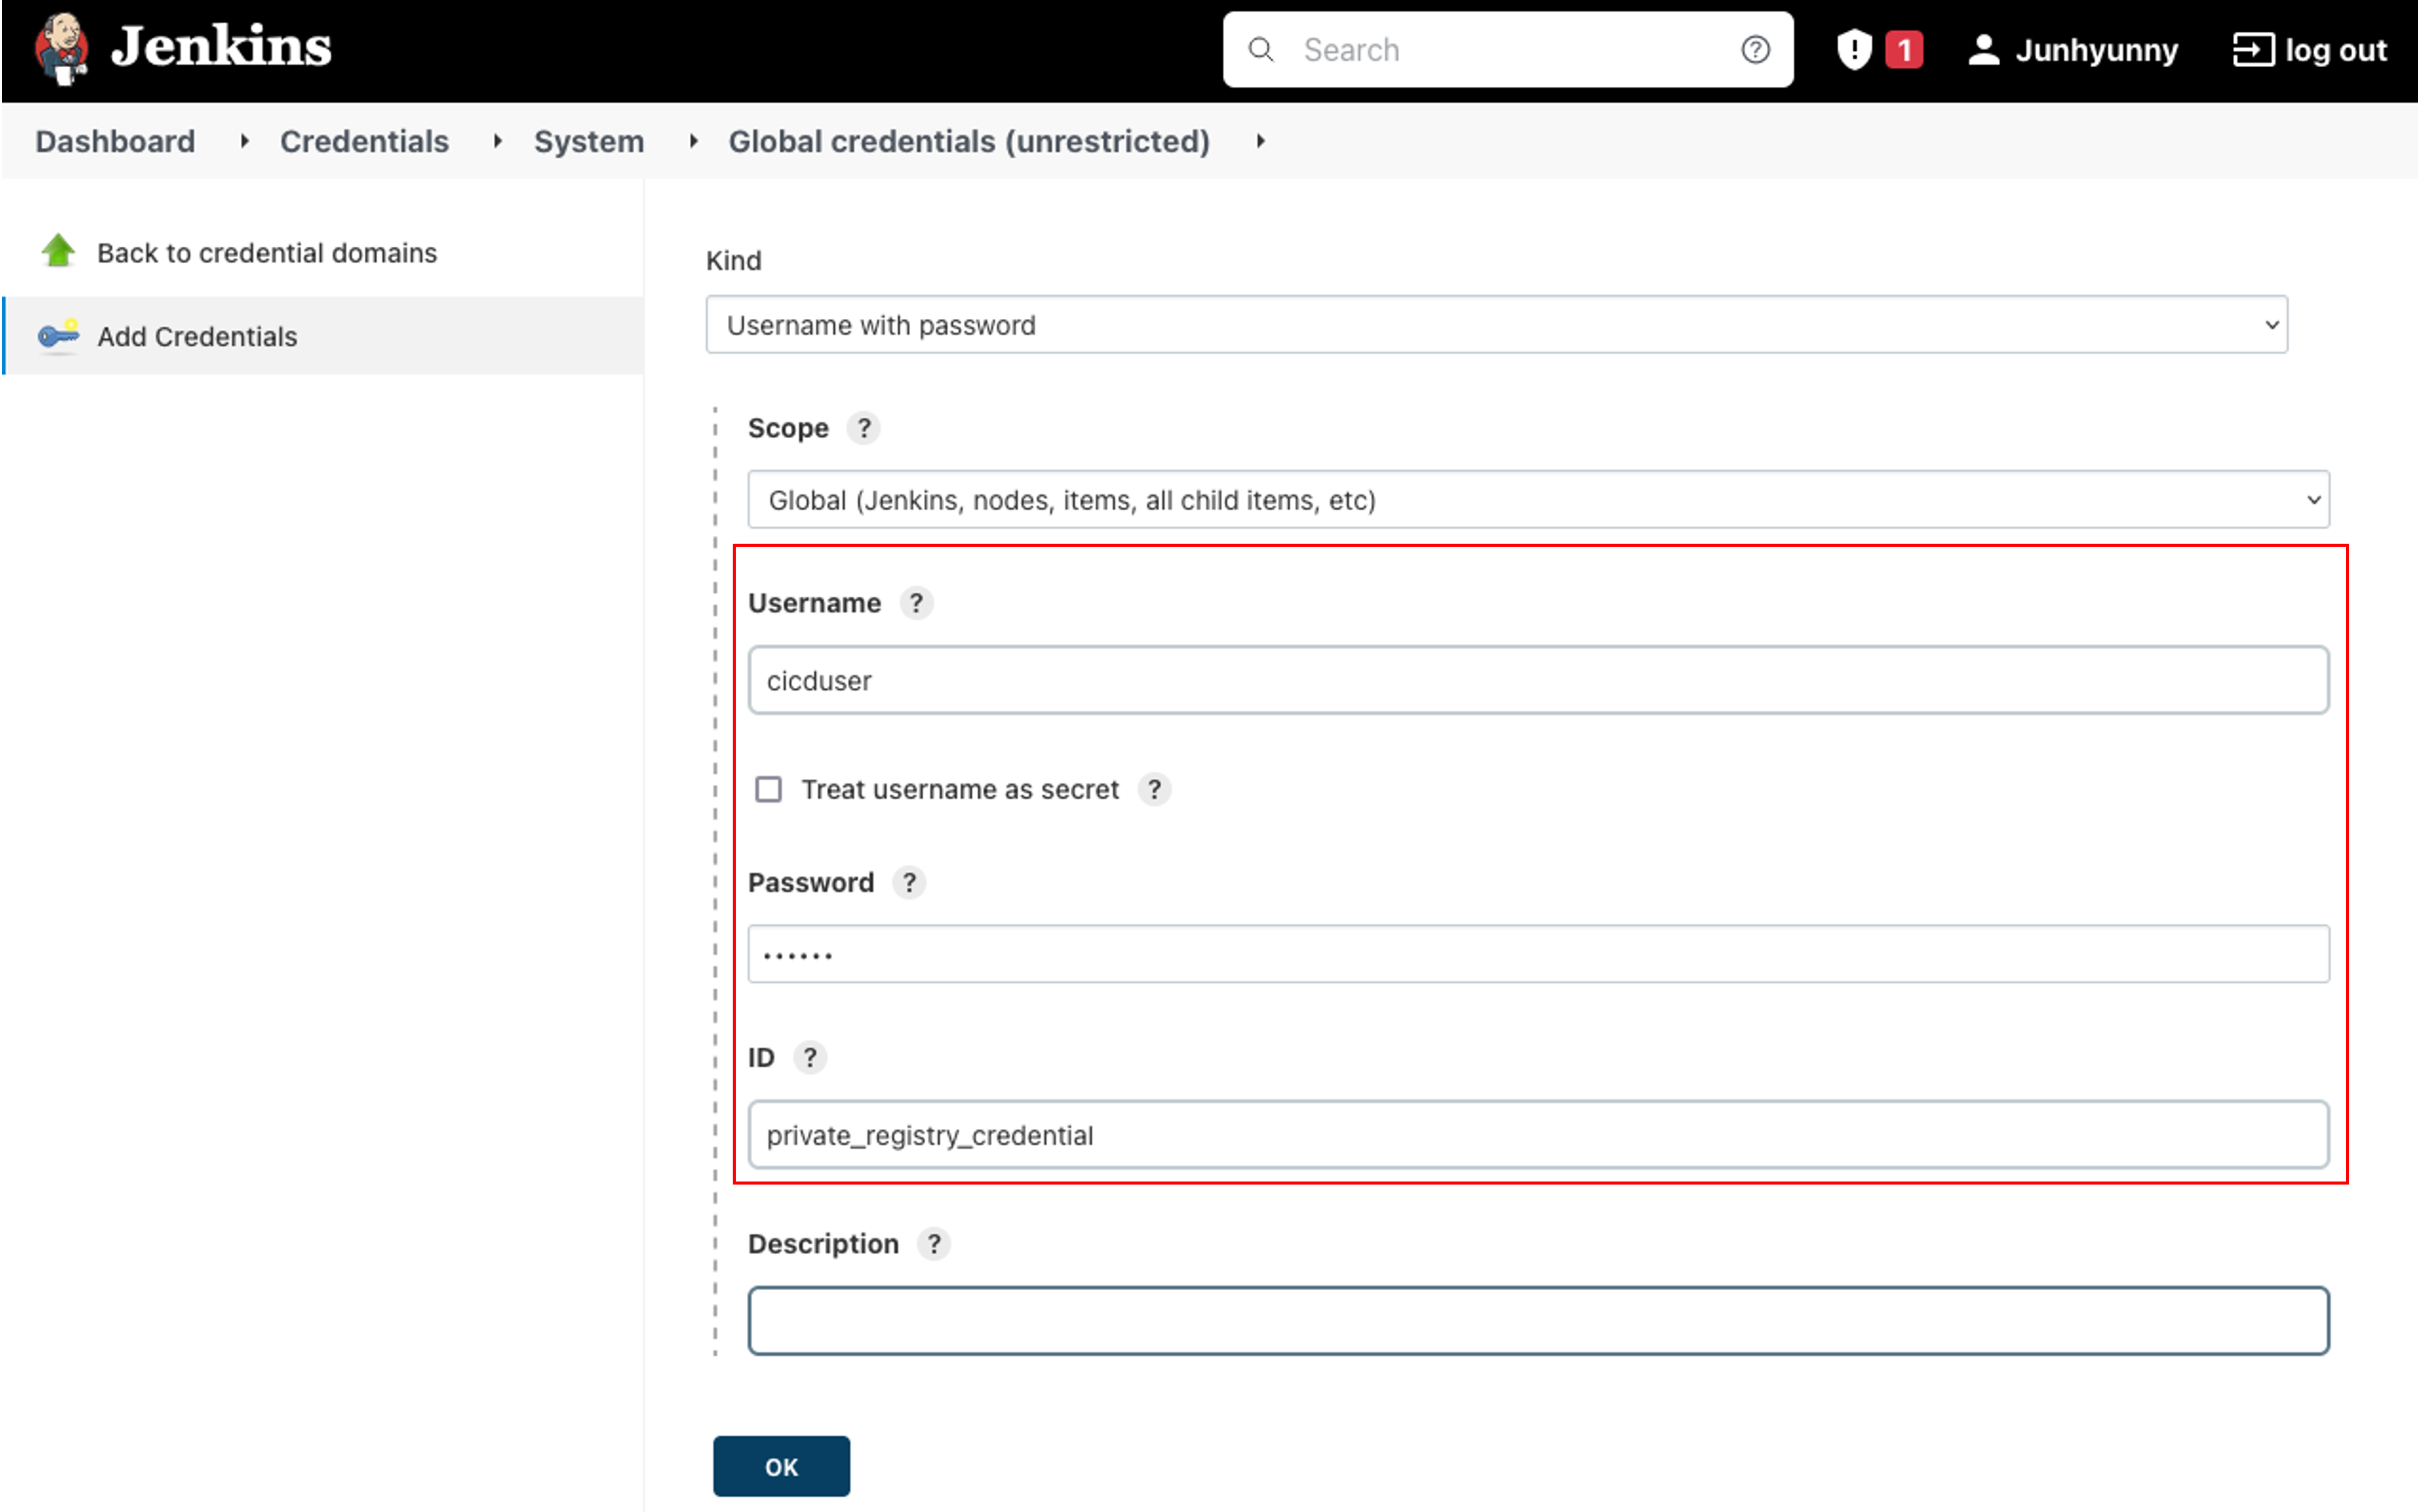 Jenkins
Search
1
Junhyunny
log out
Dashboard Credentials System Global credentials (unrestricted)
Back to credential domains
Add Credentials
Kind
Username with password
Scope ?
Global (Jenkins, nodes, items, all child items, etc)
Username ?
cicduser
Treat username as secret ?
Password ?
••••••
ID ?
private_registry_credential
Description ?
OK